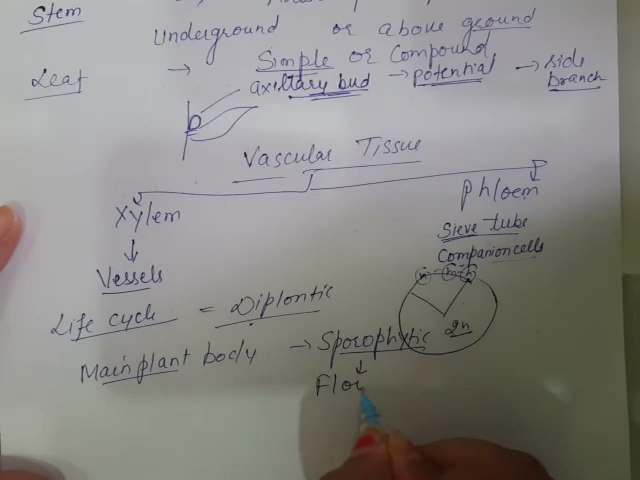 Stem
Underground or above ground
Leaf → Simple or Compound
axillary bud → potential → side branch
Vascular Tissue
Xylem
Phloem
Vessels
Sieve tube
Companion cells
Life cycle = Diplontic
Main plant body → Sporophytic 2n
Flo